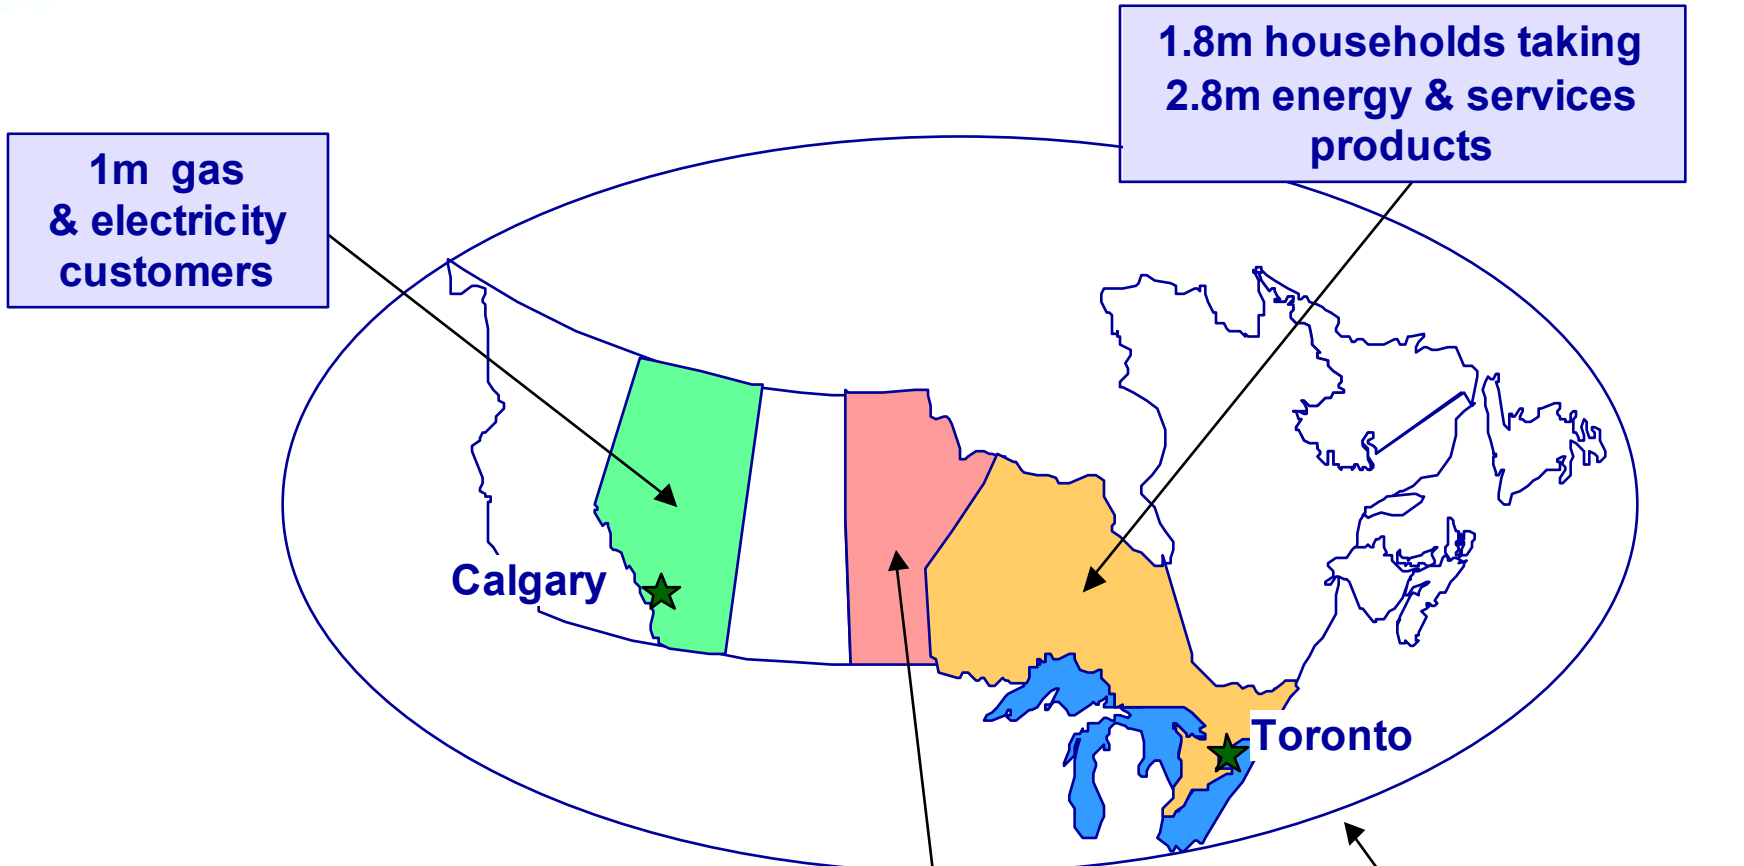 1.8m households taking
2.8m energy & services
products
1m gas
& electricity
customers
Calgary
Toronto